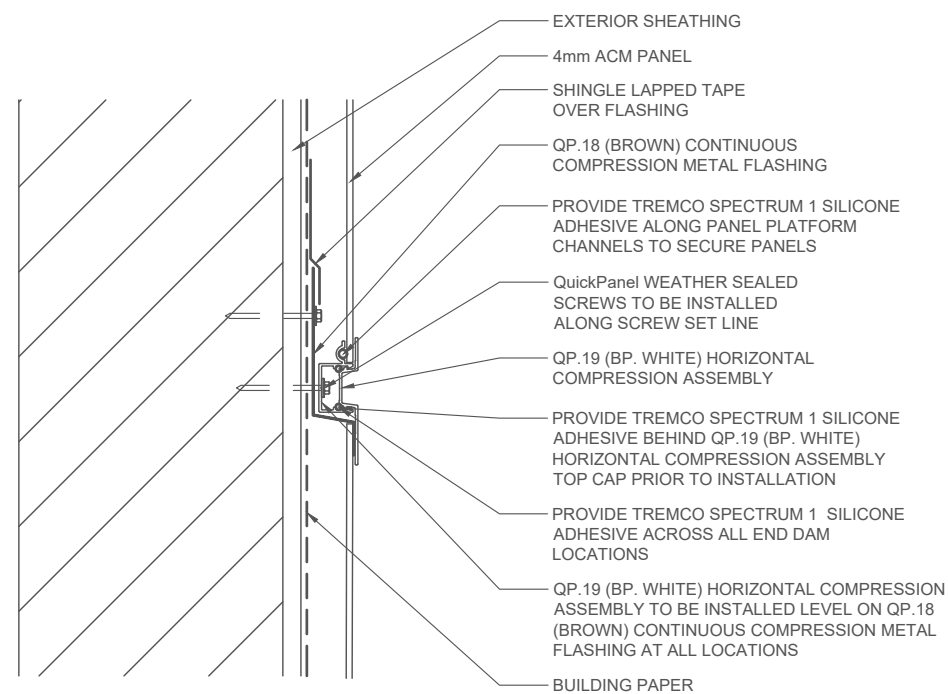 EXTERIOR SHEATHING
4mm ACM PANEL
SHINGLE LAPPED TAPE
OVER FLASHING
QP.18 (BROWN) CONTINUOUS
COMPRESSION METAL FLASHING
PROVIDE TREMCO SPECTRUM 1 SILICONE
ADHESIVE ALONG PANEL PLATFORM
CHANNELS TO SECURE PANELS
QuickPanel WEATHER SEALED
SCREWS TO BE INSTALLED
ALONG SCREW SET LINE
QP.19 (BP. WHITE) HORIZONTAL
COMPRESSION ASSEMBLY
PROVIDE TREMCO SPECTRUM 1 SILICONE
ADHESIVE BEHIND QP.19 (BP. WHITE)
HORIZONTAL COMPRESSION ASSEMBLY
TOP CAP PRIOR TO INSTALLATION
PROVIDE TREMCO SPECTRUM 1 SILICONE
ADHESIVE ACROSS ALL END DAM
LOCATIONS
QP.19 (BP. WHITE) HORIZONTAL COMPRESSION
ASSEMBLY TO BE INSTALLED LEVEL ON QP.18
(BROWN) CONTINUOUS COMPRESSION METAL
FLASHING AT ALL LOCATIONS
BUILDING PAPER